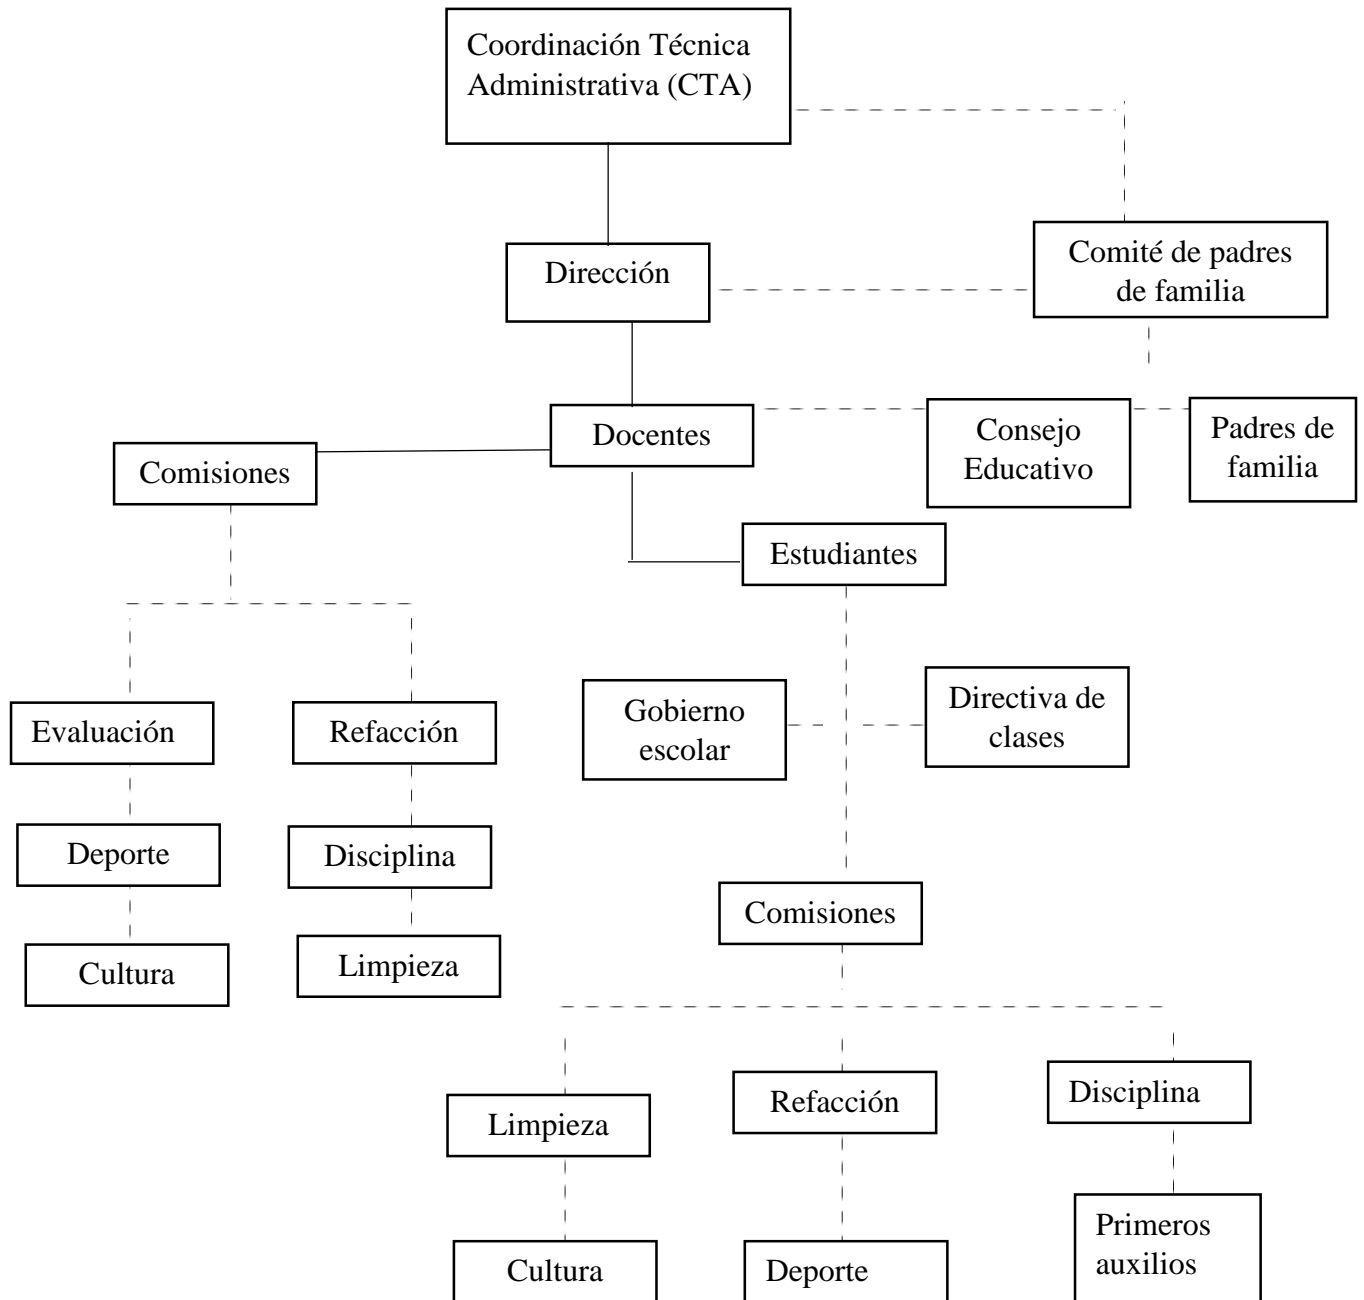 Coordinación Técnica
Administrativa (CTA)
Dirección
Comité de padres
de familia
Docentes
Consejo
Educativo
Padres de
familia
Comisiones
Estudiantes
Gobierno
escolar
Directiva de
clases
Evaluación
Refacción
Deporte
Disciplina
Cultura
Limpieza
Comisiones
Limpieza
Refacción
Disciplina
Cultura
Deporte
Primeros
auxilios